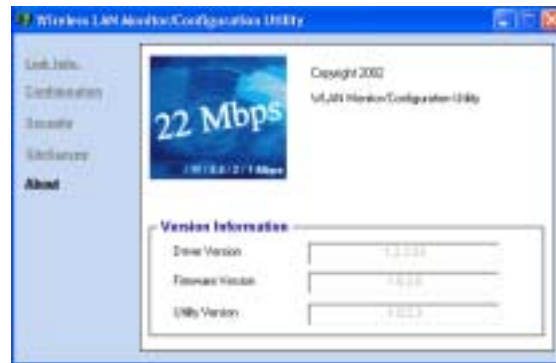 Wireless LAN Monitor/Configuration Utility
Link Info.
Configuration
Security
SiteSurvey
About
22 Mbps
Copyright 2002
WLAN Monitor/Configuration Utility
Version Information
Driver Version
Firmware Version
Utility Version